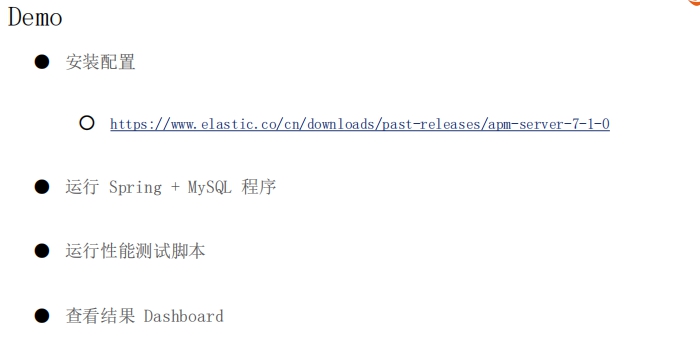 Demo
安装配置
https://www.elastic.co/cn/downloads/past-releases/apm-server-7-1-0
运行 Spring + MySQL 程序
运行性能测试脚本
查看结果 Dashboard